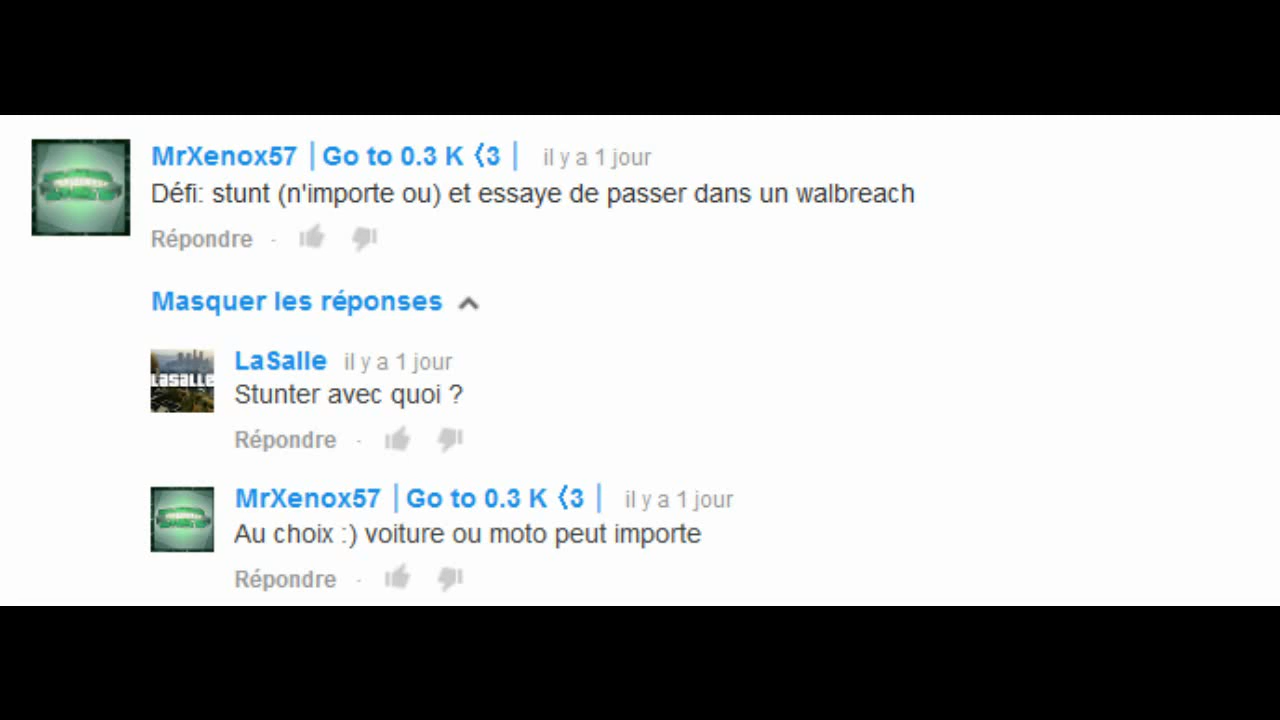 MrXenox57 | Go to 0.3 K ⟨3 | il y a 1 jour
Défi: stunt (n'importe ou) et essaye de passer dans un walbreach
Répondre ·
Masquer les réponses
LaSalle il y a 1 jour
LASALLE
Stunter avec quoi ?
Répondre ·
MrXenox57 | Go to 0.3 K ⟨3 | il y a 1 jour
Au choix :) voiture ou moto peut importe
Répondre ·